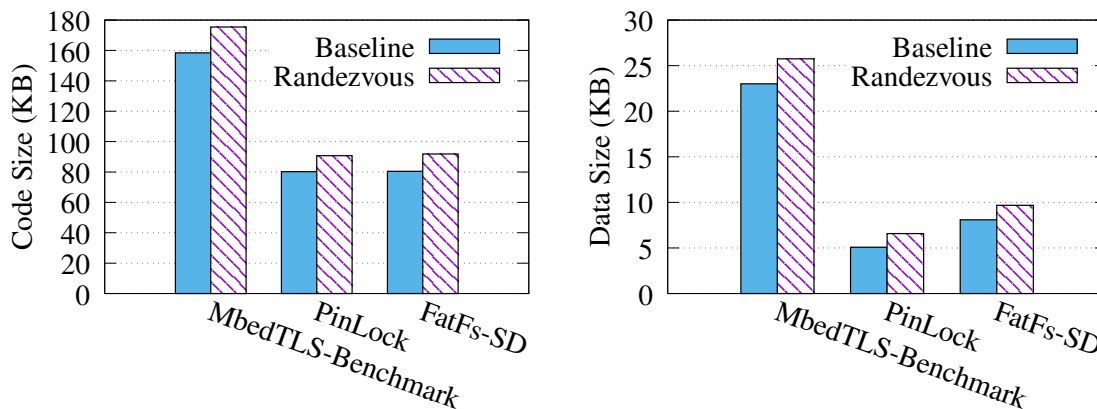 Code Size (KB)
180
160
140
120
100
80
60
40
20
0
Baseline
Randezvous
MbedTLS-Benchmark
PinLock
FatFs-SD
Data Size (KB)
30
25
20
15
10
5
0
Baseline
Randezvous
MbedTLS-Benchmark
PinLock
FatFs-SD